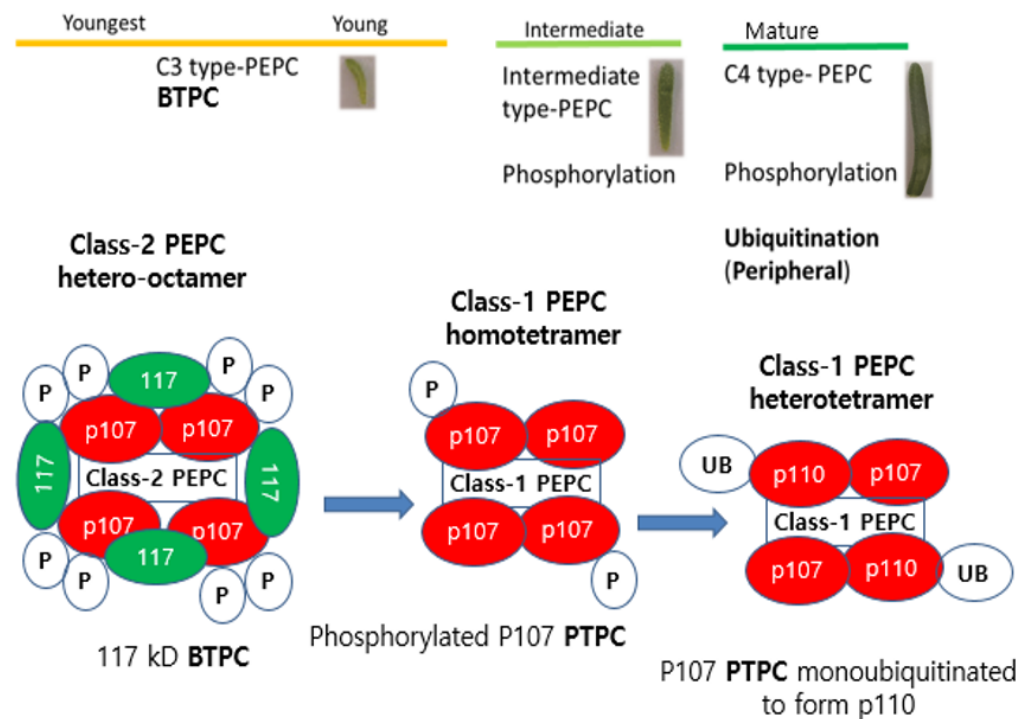 Youngest
Young
C3 type-PEPC
BTPC
Intermediate
Intermediate
type-PEPC
Phosphorylation
Mature
C4 type- PEPC
Phosphorylation
Ubiquitination
(Peripheral)
Class-2 PEPC
hetero-octamer
P
P
117
P
P
p107
p107
117
Class-2 PEPC
117
p107
p107
117
P
P
P
P
117 kD BTPC
Class-1 PEPC
homotetramer
P
p107
p107
Class-1 PEPC
p107
p107
P
Phosphorylated P107 PTPC
Class-1 PEPC
heterotetramer
UB
p110
p107
Class-1 PEPC
p107
p110
UB
P107 PTPC monoubiquitinated
to form p110